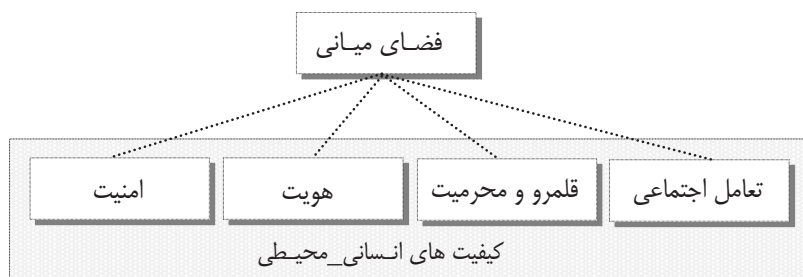 فضای میانی
تعامل اجتماعی
قلمرو و محرمیت
هویت
امنیت
کیفیت های انسانی_محیطی